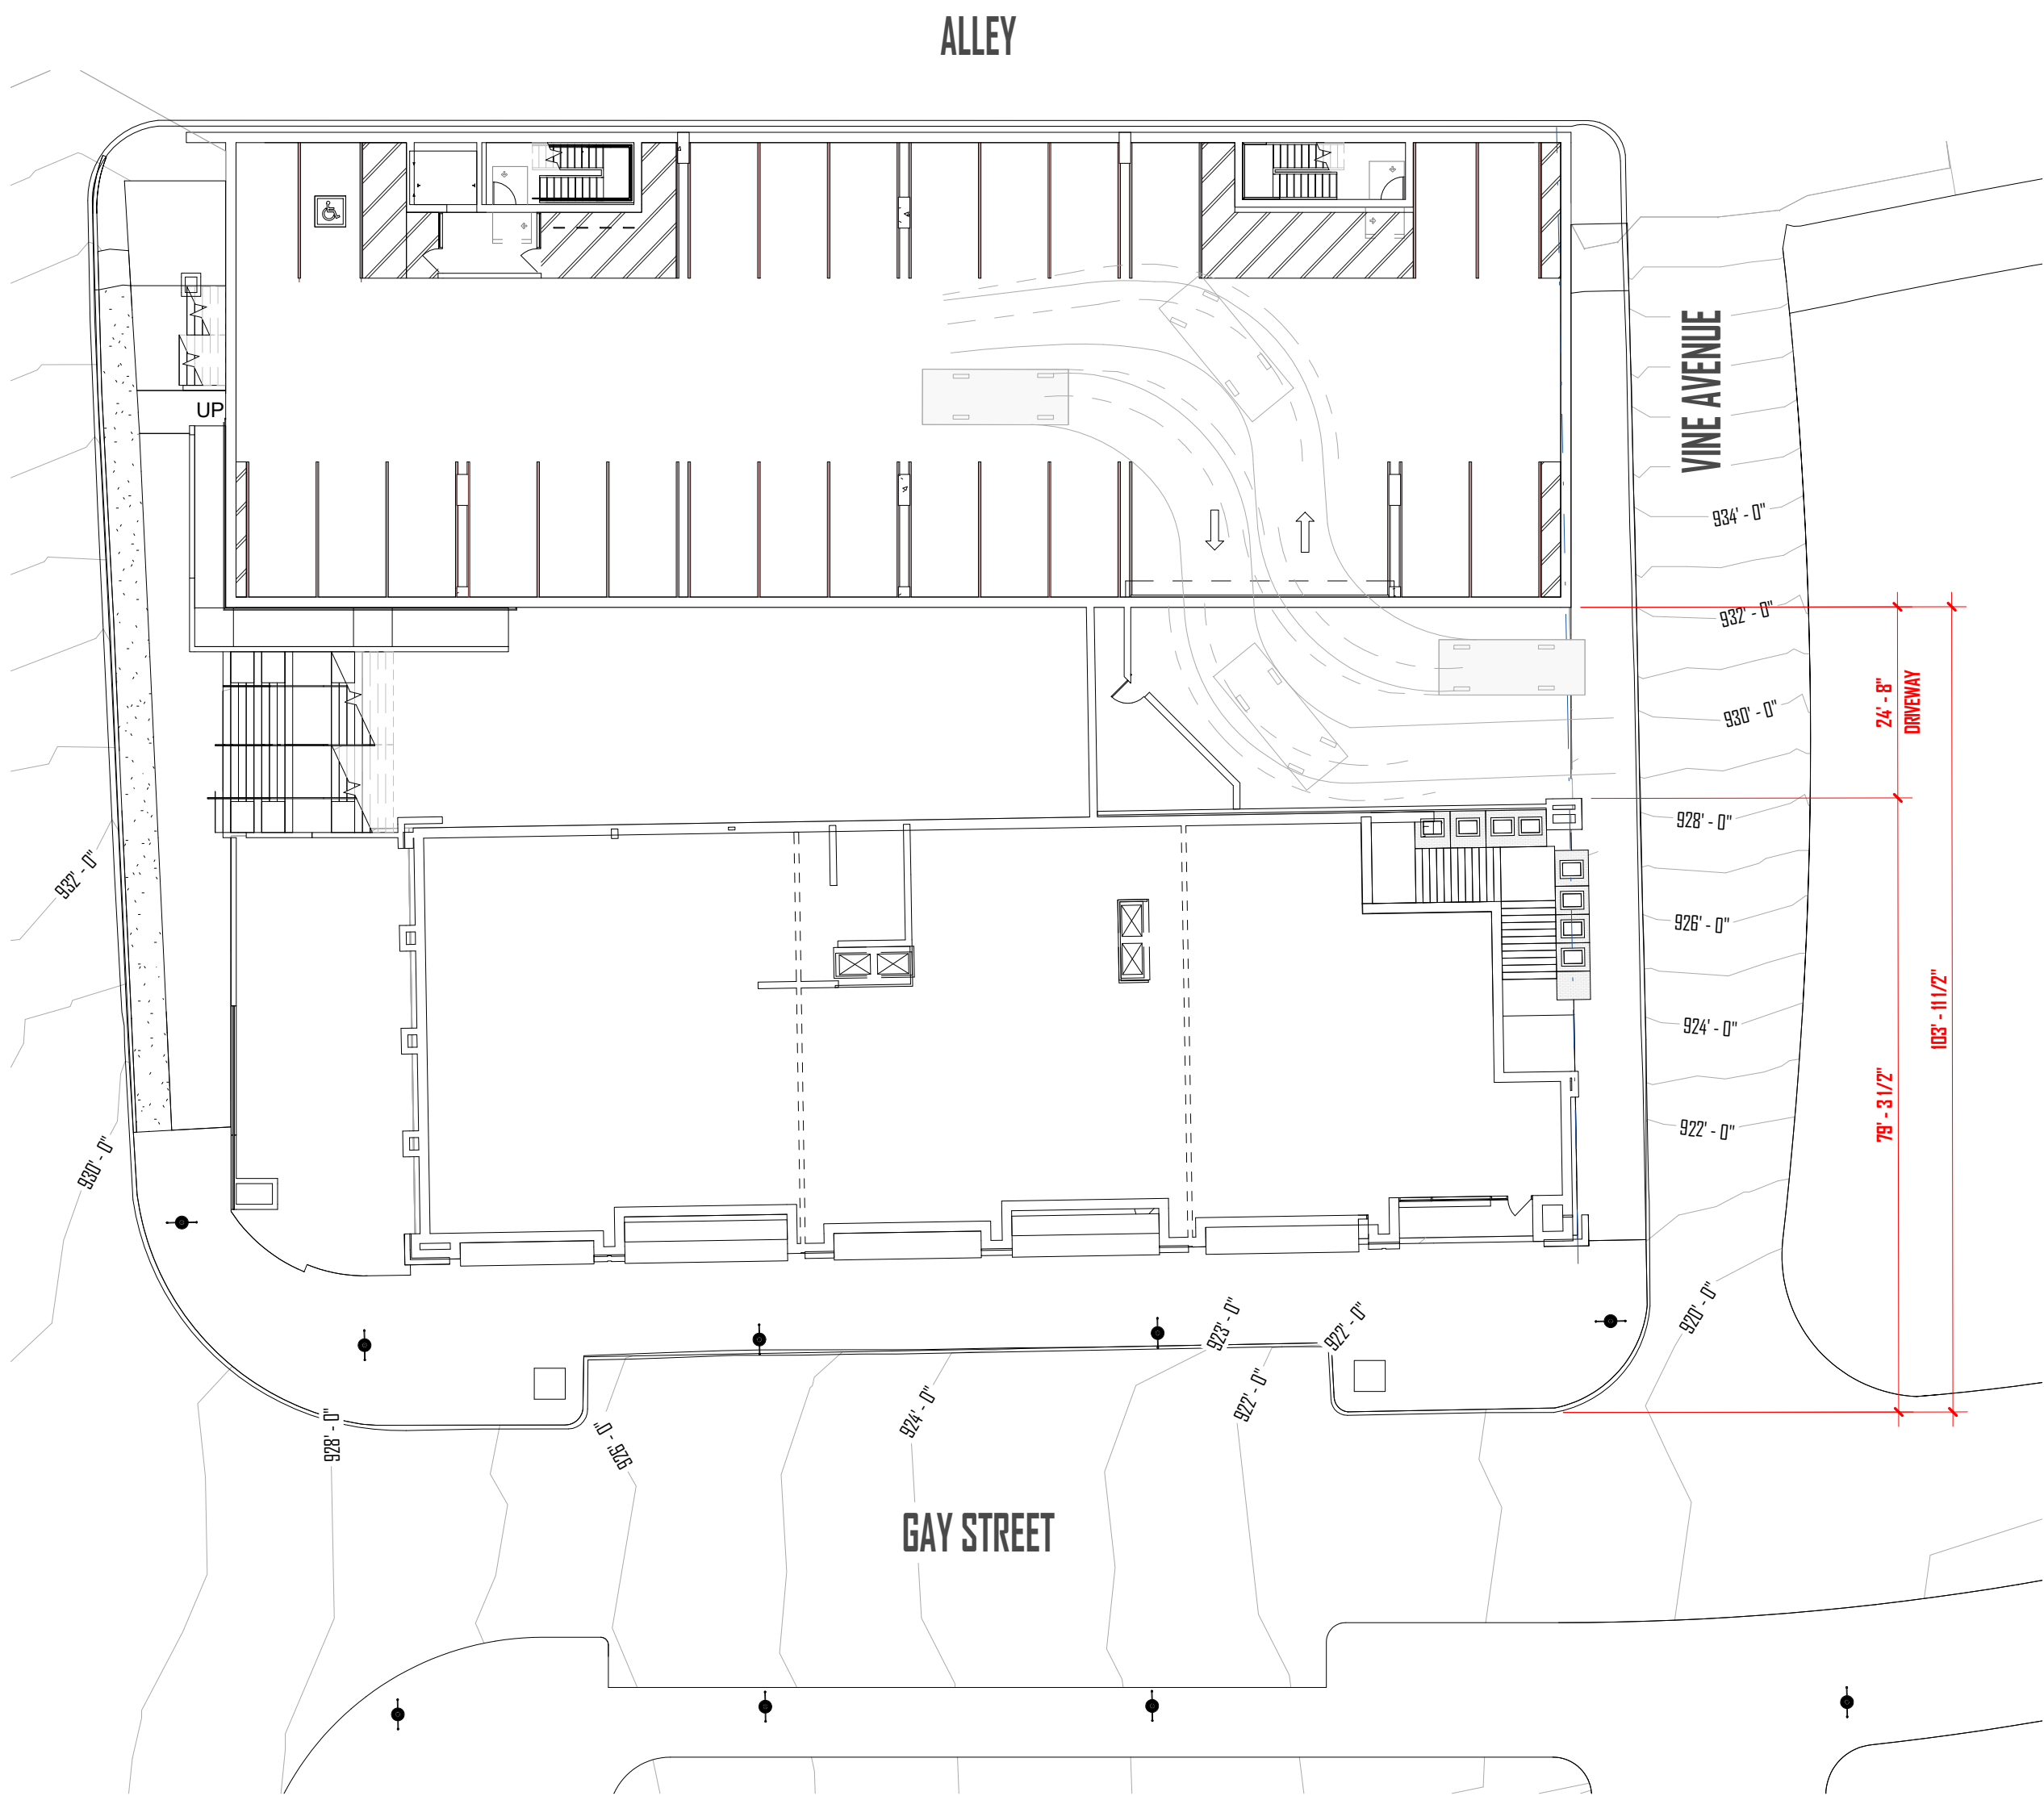 ALLEY
UP
VINE AVENUE
934' - 0"
932' - 0"
930' - 0"
24' - 8"
DRIVEWAY
928' - 0"
932' - 0"
926' - 0"
103' - 11 1/2"
924' - 0"
79' - 3 1/2"
922' - 0"
930' - 0"
920' - 0"
923' - 0"
922' - 0"
922' - 0"
924' - 0"
928' - 0"
926' - 0"
GAY STREET